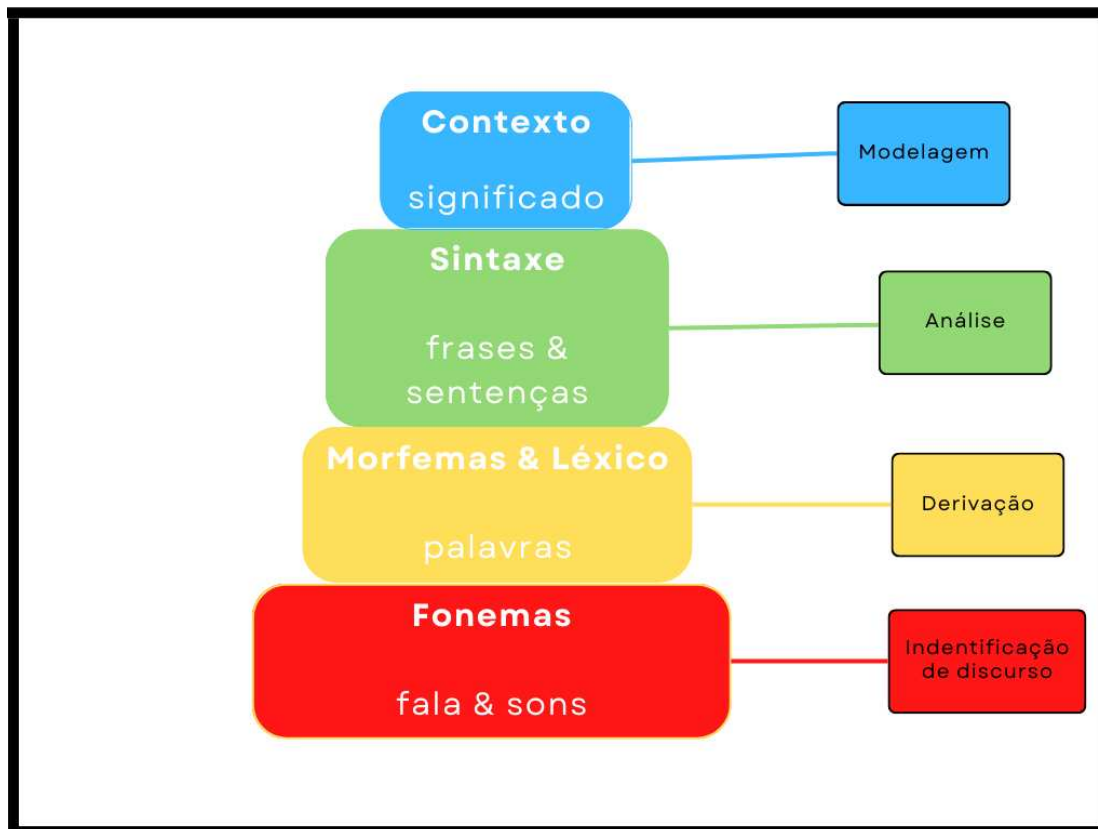 Contexto
significado
Modelagem
Sintaxe
frases &
sentenças
Análise
Morfemas & Léxico
palavras
Derivação
Fonemas
fala & sons
Indentificação
de discurso